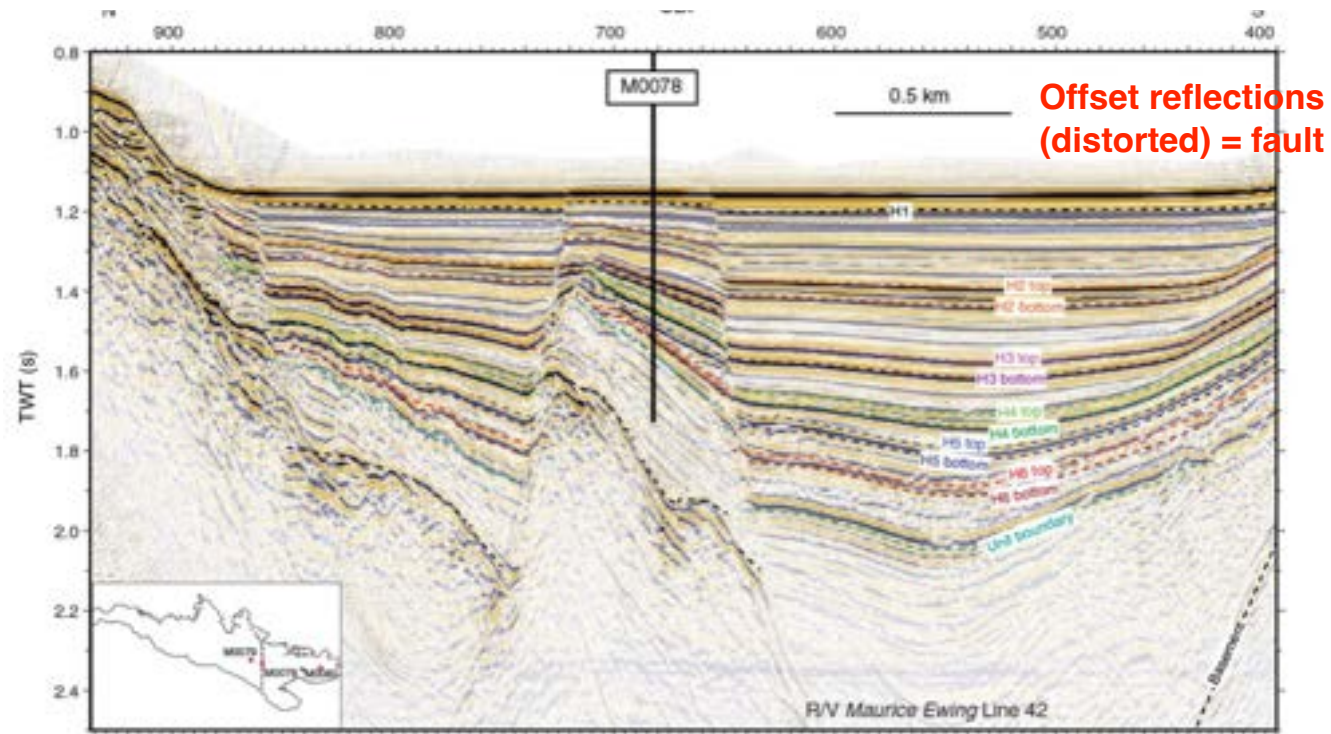 N
S
900
800
700
600
500
400
0.8
1.0
1.2
1.4
1.6
1.8
2.0
2.2
2.4
TWT (s)
M0078
0.5 km
Offset reflections
(distorted) = fault
H1
H2 top
H2 bottom
H3 top
H3 bottom
H4 top
H4 bottom
H5 top
H5 bottom
H6 top
H6 bottom
Unit boundary
Basement
M0079
M0078
R/V Maurice Ewing Line 42